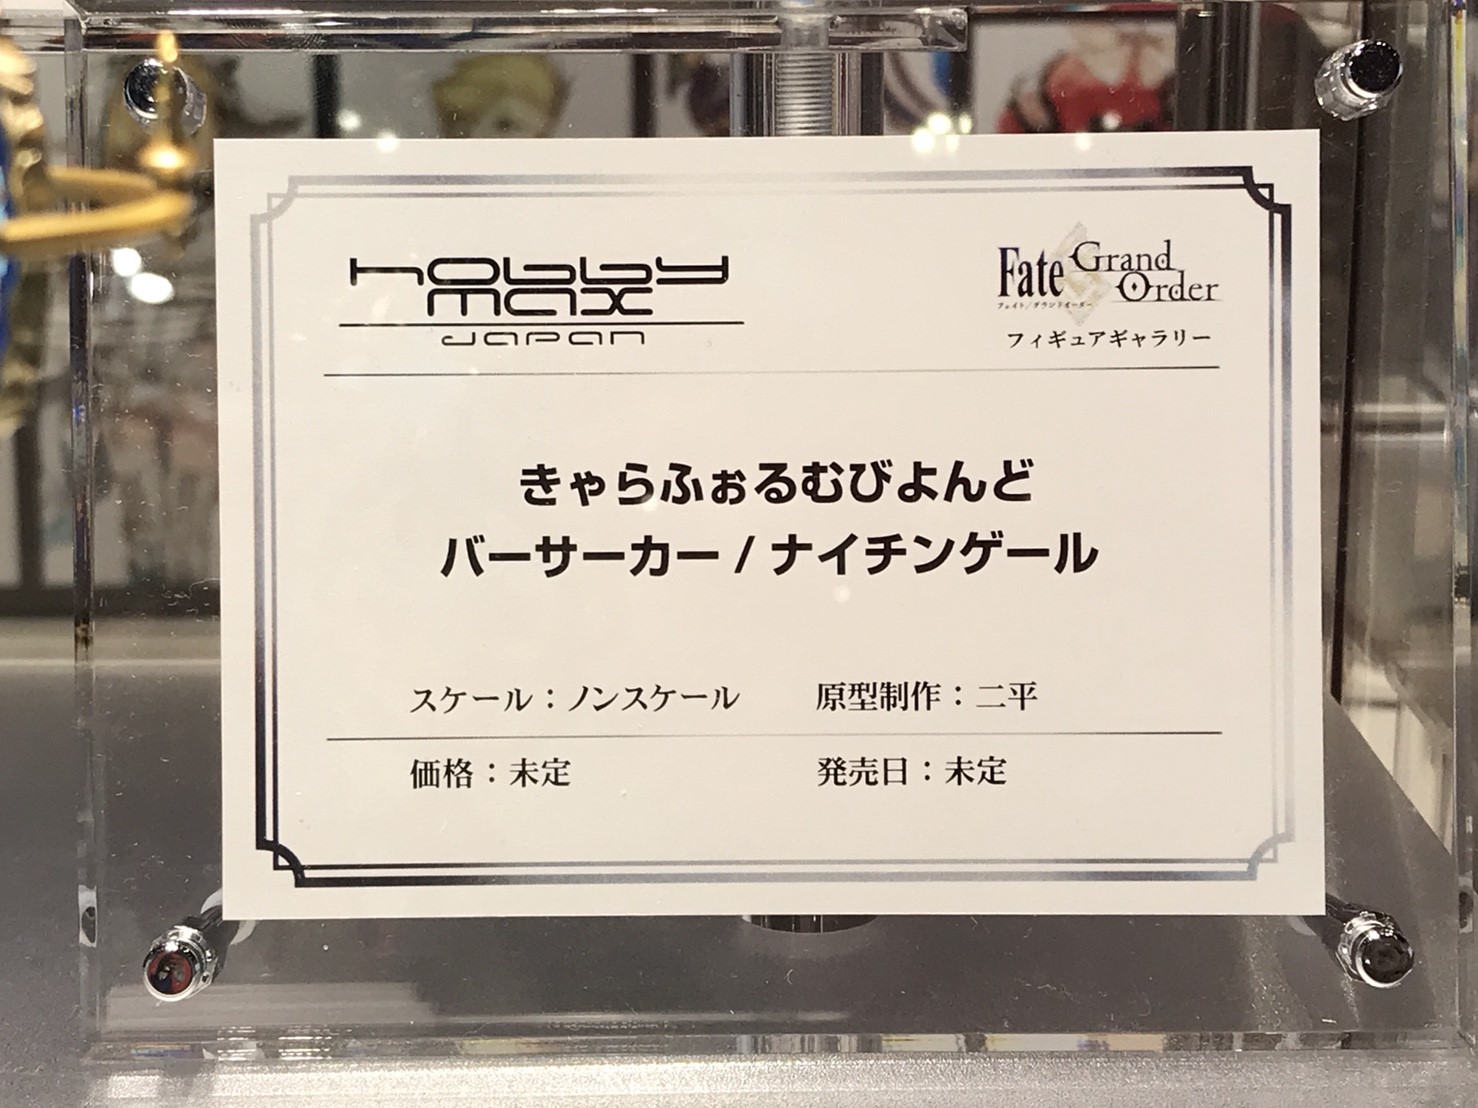 hobby
max
japan
Fate Grand Order
フェイト/グランドオーダー
フィギュアギャラリー
きゃらふぉるむびよんど
バーサーカー / ナイチンゲール
スケール：ノンスケール 原型制作：二平
価格：未定 発売日：未定